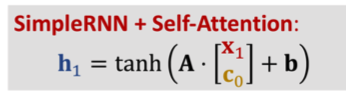 SimpleRNN + Self-Attention:
h₁ = tanh (A · [x₁ c₀] + b)